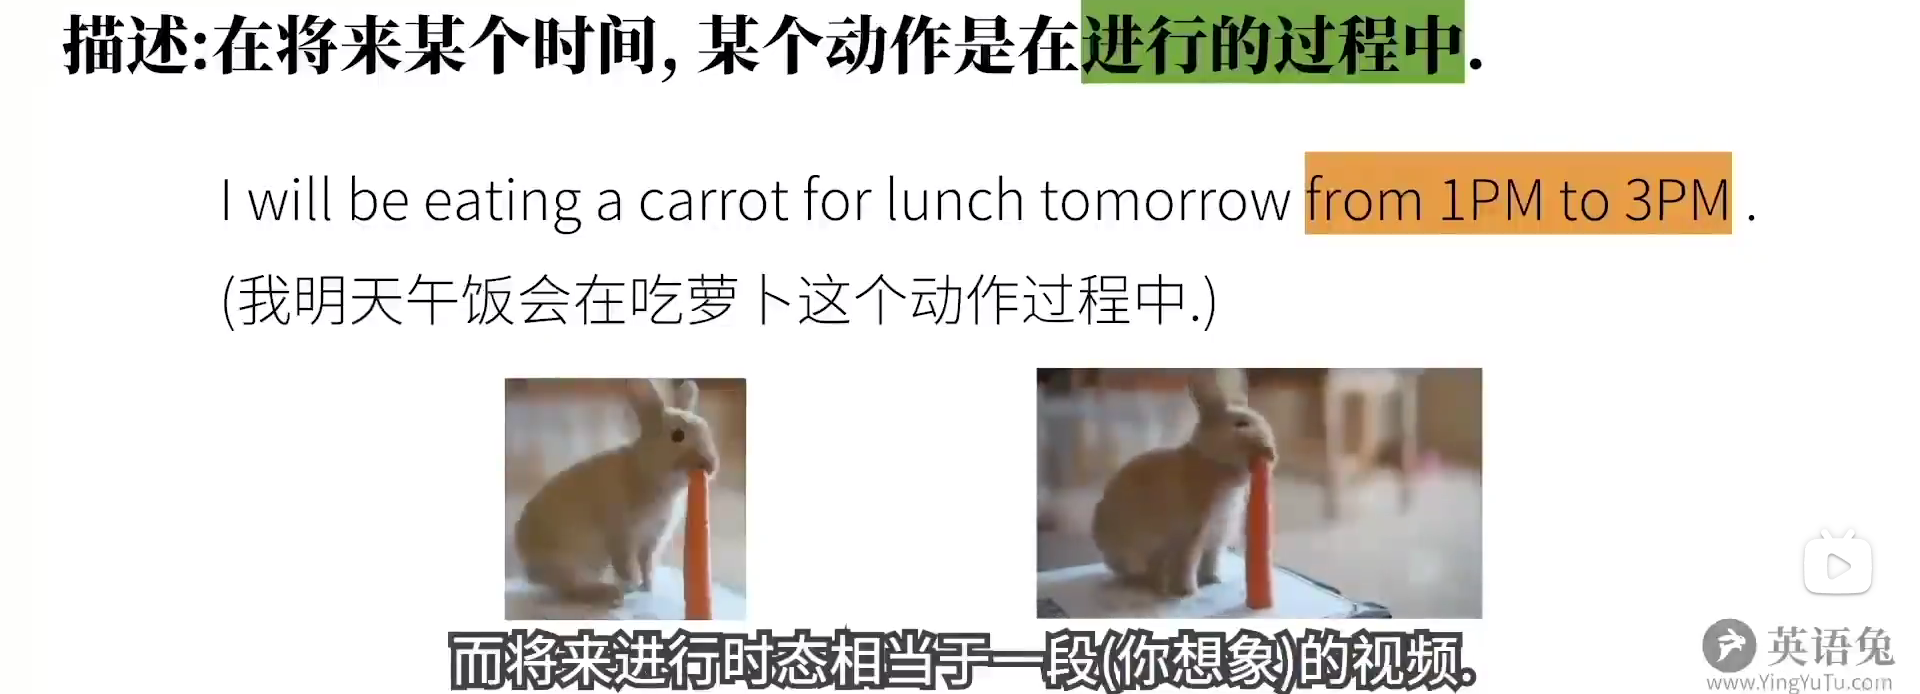 描述:在将来某个时间, 某个动作是在进行的过程中.
I will be eating a carrot for lunch tomorrow from 1PM to 3PM .
(我明天午饭会在吃萝卜这个动作过程中.)
而将来进行时态相当于一段(你想象)的视频.
英语兔
www.YingYuTu.com